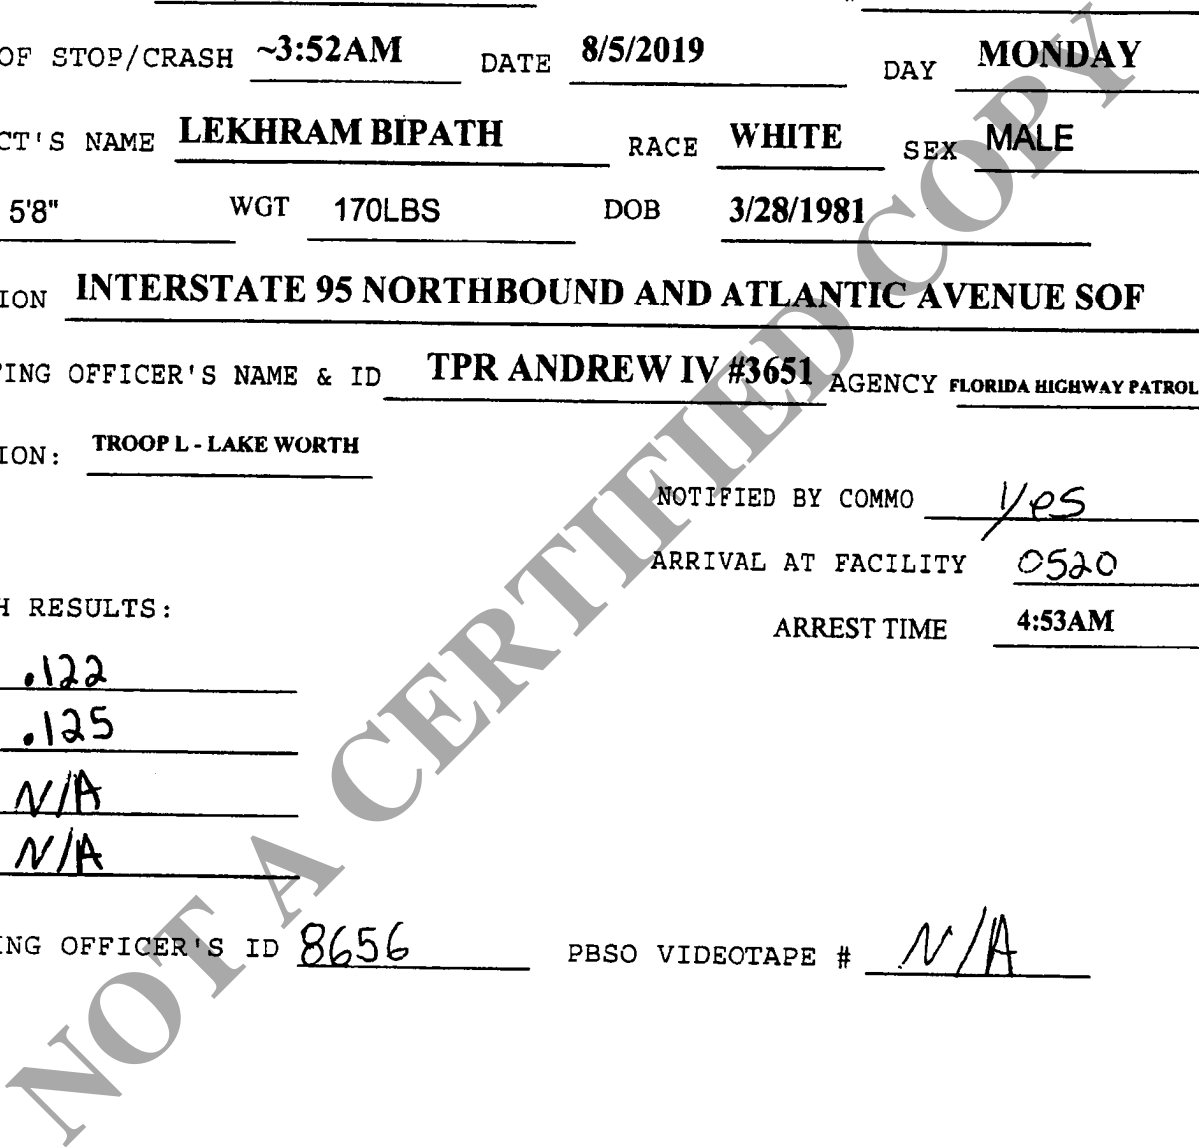 OF STOP/CRASH ~3:52AM DATE 8/5/2019 DAY MONDAY
CT'S NAME LEKHRAM BIPATH RACE WHITE SEX MALE
5'8" WGT 170LBS DOB 3/28/1981
ION INTERSTATE 95 NORTHBOUND AND ATLANTIC AVENUE SOF
PING OFFICER'S NAME & ID TPR ANDREW IV #3651 AGENCY FLORIDA HIGHWAY PATROL
ION: TROOP L - LAKE WORTH
NOTIFIED BY COMMO Yes
ARRIVAL AT FACILITY 0520
H RESULTS:
ARREST TIME 4:53AM
.122
.125
N/A
N/A
ING OFFICER'S ID 8656 PBSO VIDEOTAPE # N/A
NOT A CERTIFIED COPY